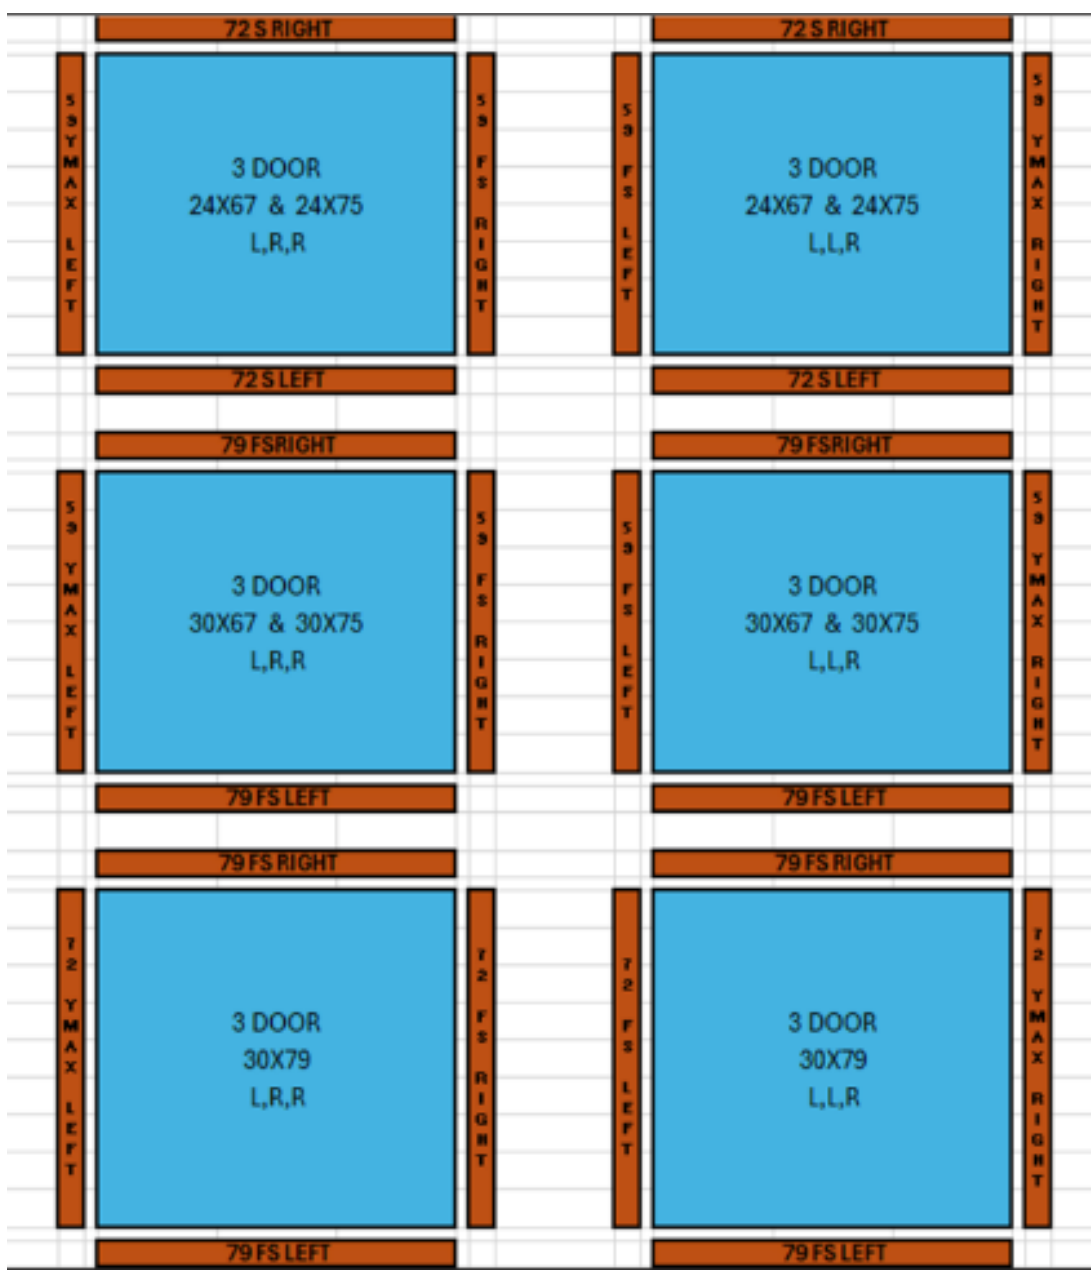 72 S RIGHT
72 S RIGHT
59 YMAX LEFT
3 DOOR
24X67 & 24X75
L,R,R
59 FS RIGHT
59 FS LEFT
3 DOOR
24X67 & 24X75
L,L,R
59 YMAX RIGHT
72 S LEFT
72 S LEFT
79 FSRIGHT
79 FSRIGHT
59 YMAX LEFT
3 DOOR
30X67 & 30X75
L,R,R
59 FS RIGHT
59 FS LEFT
3 DOOR
30X67 & 30X75
L,L,R
59 YMAX RIGHT
79 FS LEFT
79 FS LEFT
79 FS RIGHT
79 FS RIGHT
72 YMAX LEFT
3 DOOR
30X79
L,R,R
72 FS RIGHT
72 FS LEFT
3 DOOR
30X79
L,L,R
72 YMAX RIGHT
79 FS LEFT
79 FS LEFT